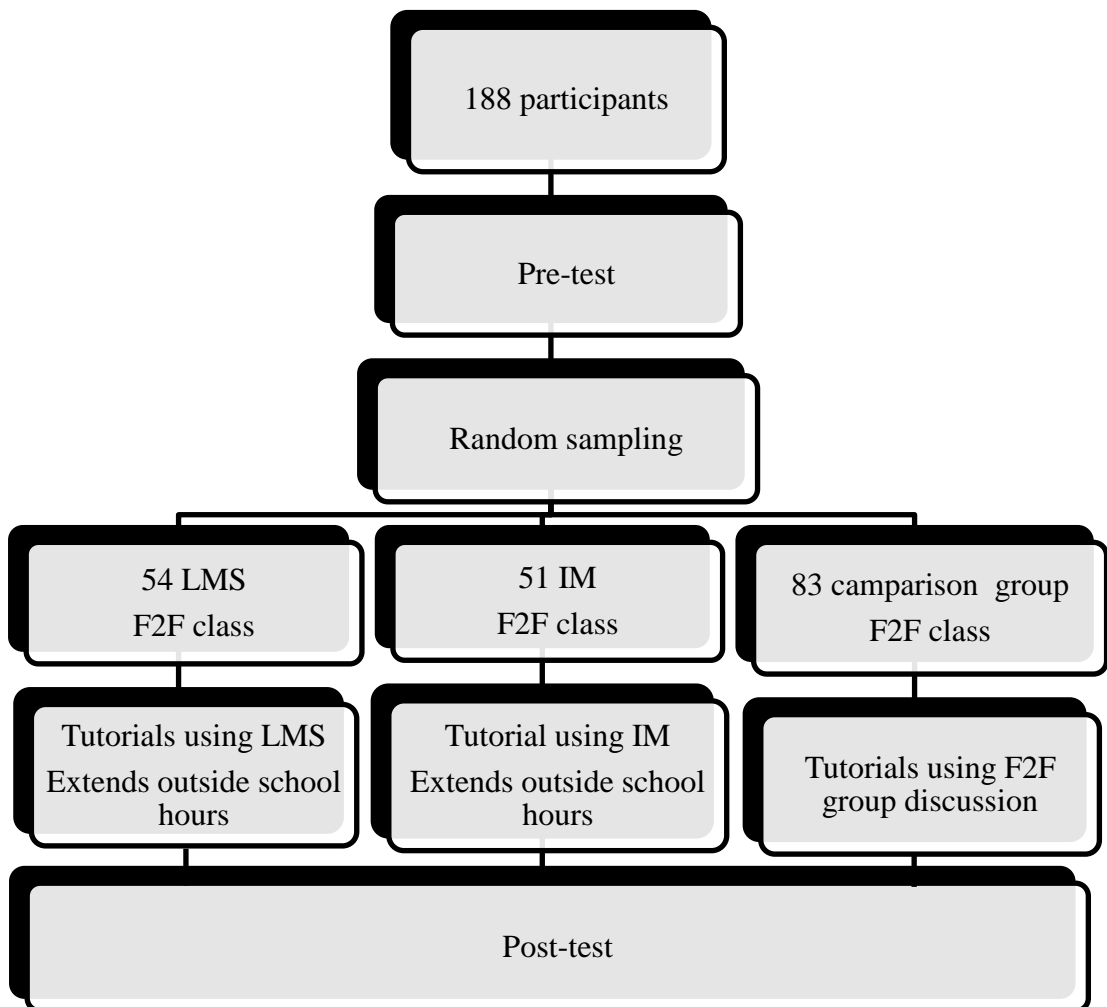 188 participants
Pre-test
Random sampling
54 LMS
F2F class
51 IM
F2F class
83 camparison group
F2F class
Tutorials using LMS
Extends outside school
hours
Tutorial using IM
Extends outside school
hours
Tutorials using F2F
group discussion
Post-test